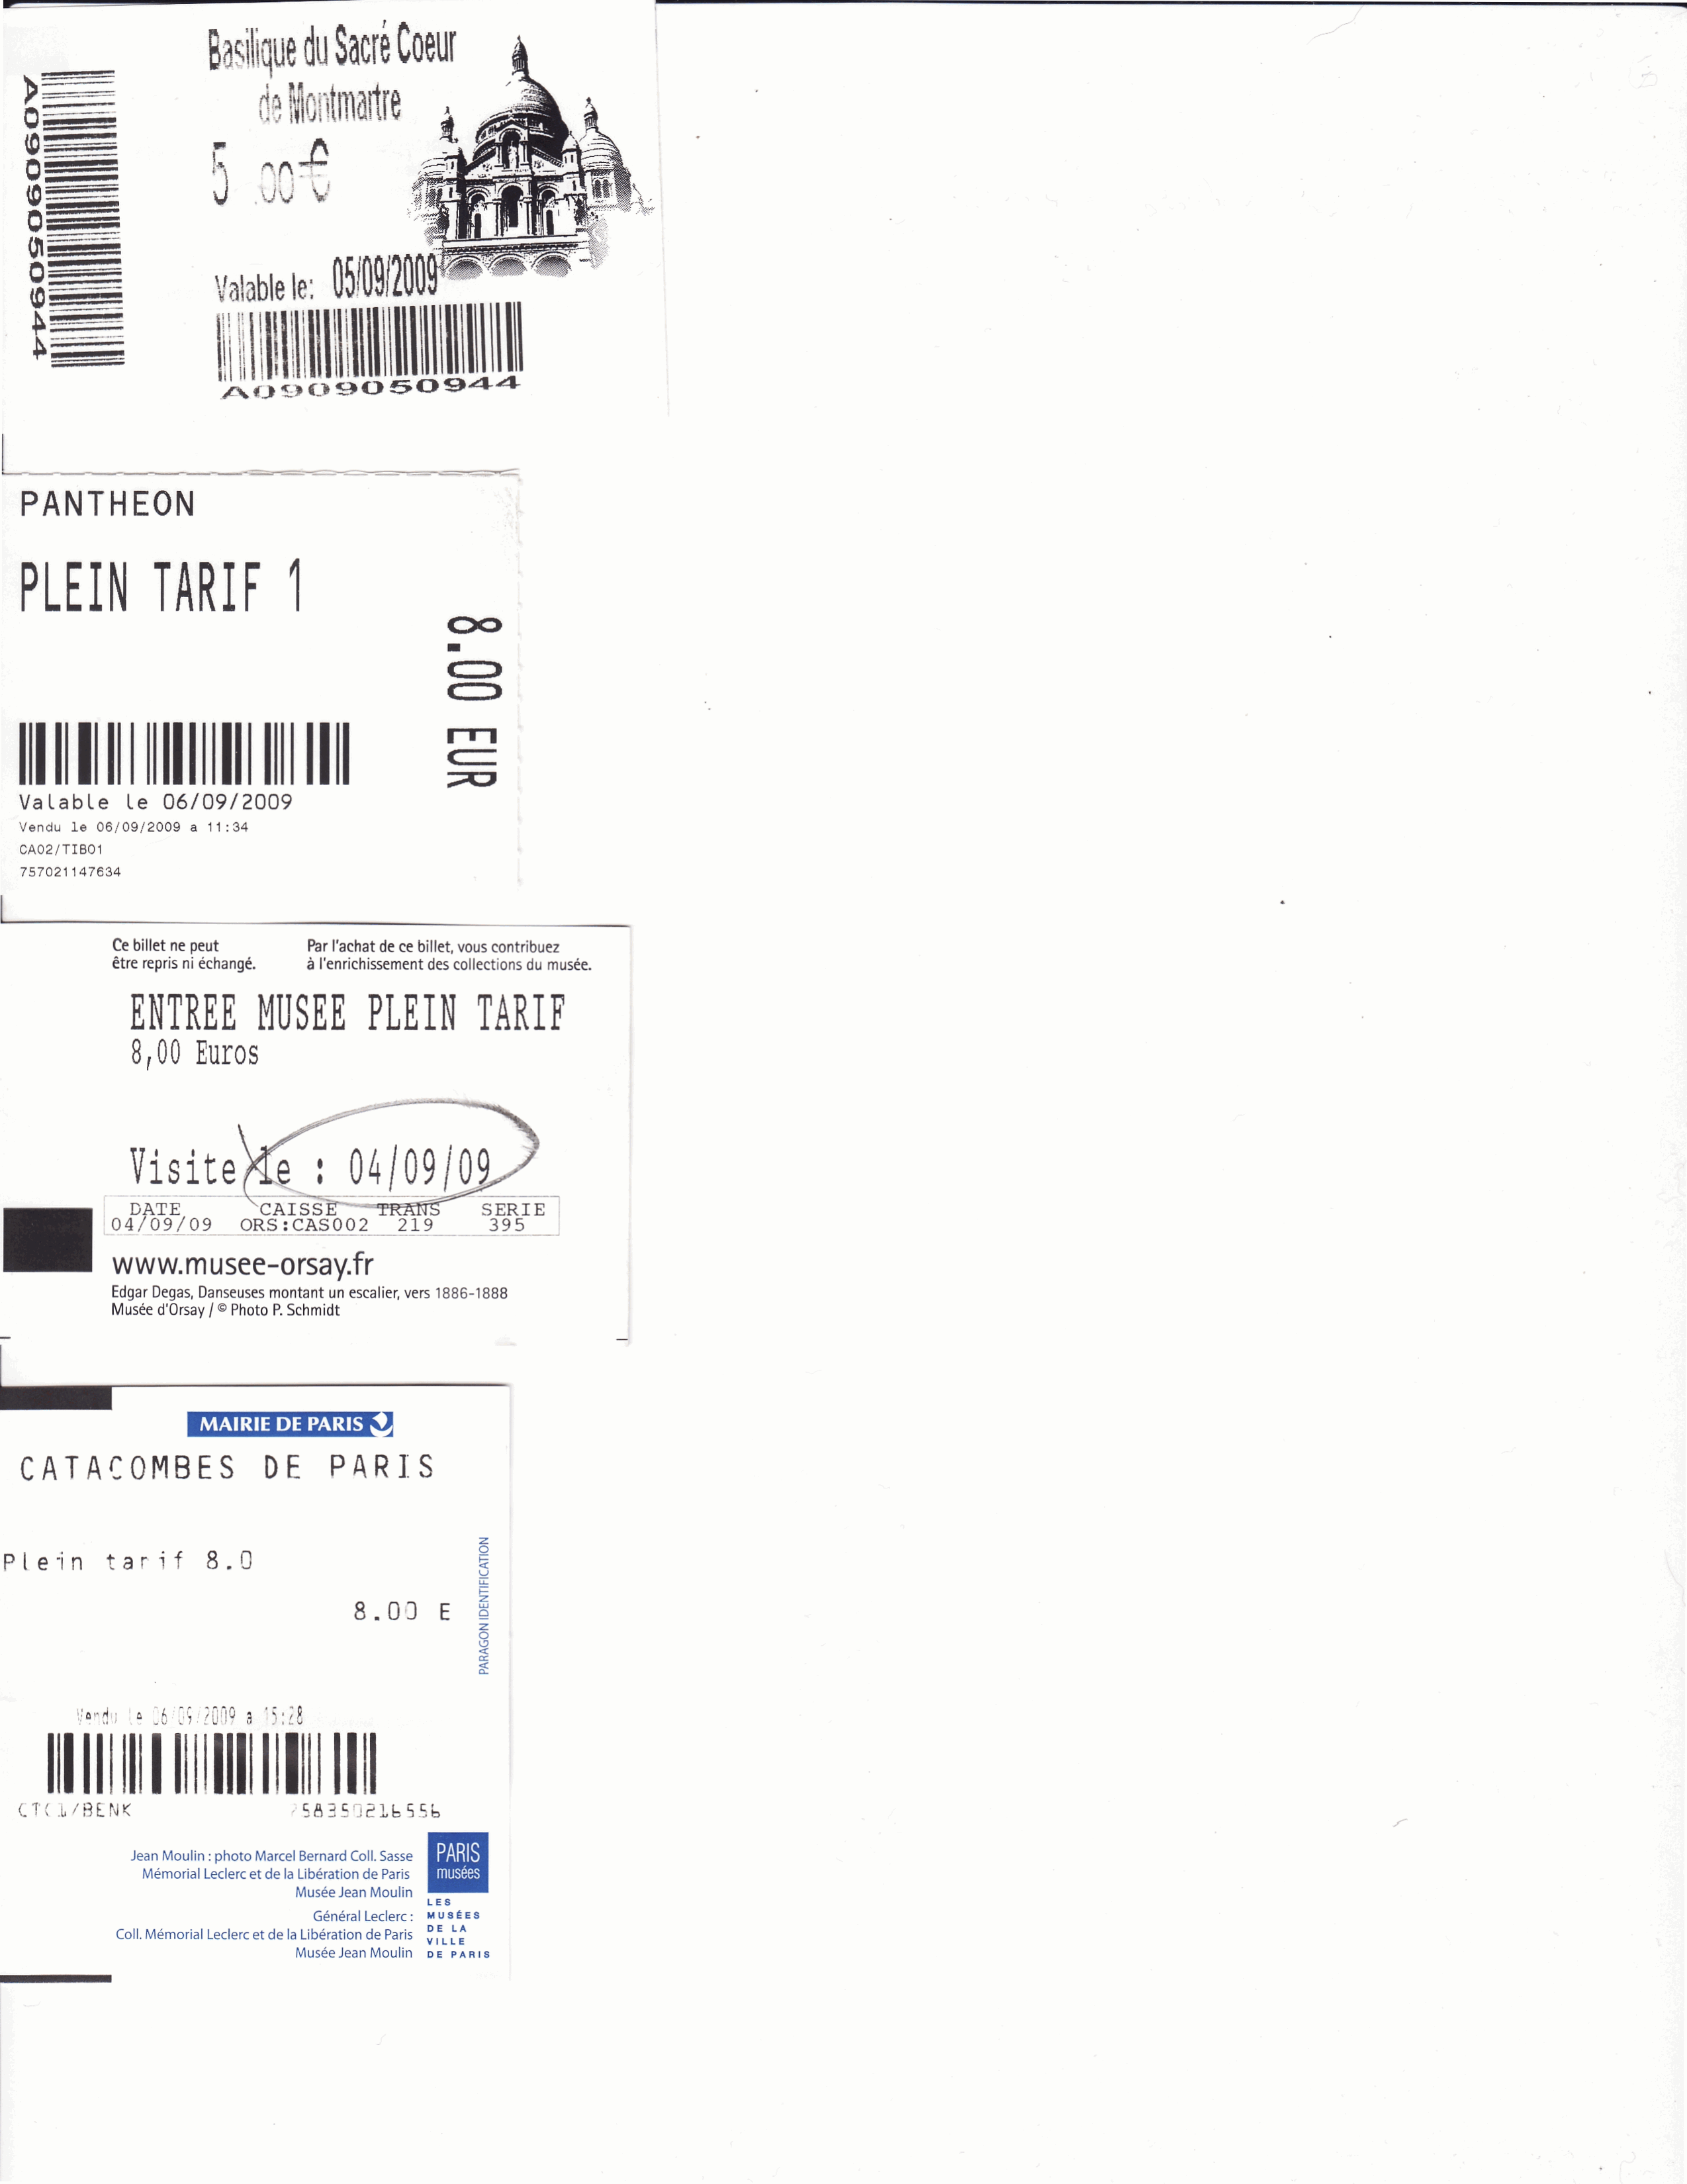 Basilique du Sacré Coeur
de Montmartre
5.00€
Valable le: 05/09/2009
A0909050944
A0909050944
PANTHEON
PLEIN TARIF 1
8.00 EUR
Valable le 06/09/2009
Vendu le 06/09/2009 a 11:34
CA02/TIB01
757021147634
Ce billet ne peut
être repris ni échangé.
Par l'achat de ce billet, vous contribuez
à l'enrichissement des collections du musée.
ENTREE MUSEE PLEIN TARIF
8,00 Euros
Visite le : 04/09/09
DATE CAISSE TRANS SERIE
04/09/09 ORS:CAS002 219 395
www.musee-orsay.fr
Edgar Degas, Danseuses montant un escalier, vers 1886-1888
Musée d'Orsay / © Photo P. Schmidt
MAIRIE DE PARIS
CATACOMBES DE PARIS
Plein tarif 8.0
8.00 E
PARAGON IDENTIFICATION
Vendu le 06/09/2009 a 15:28
/BENK
Jean Moulin : photo Marcel Bernard Coll. Sasse
Mémorial Leclerc et de la Libération de Paris
Musée Jean Moulin
Général Leclerc :
Coll. Mémorial Leclerc et de la Libération de Paris
Musée Jean Moulin
PARIS
musées
LES
MUSÉES
DE LA
VILLE
DE PARIS